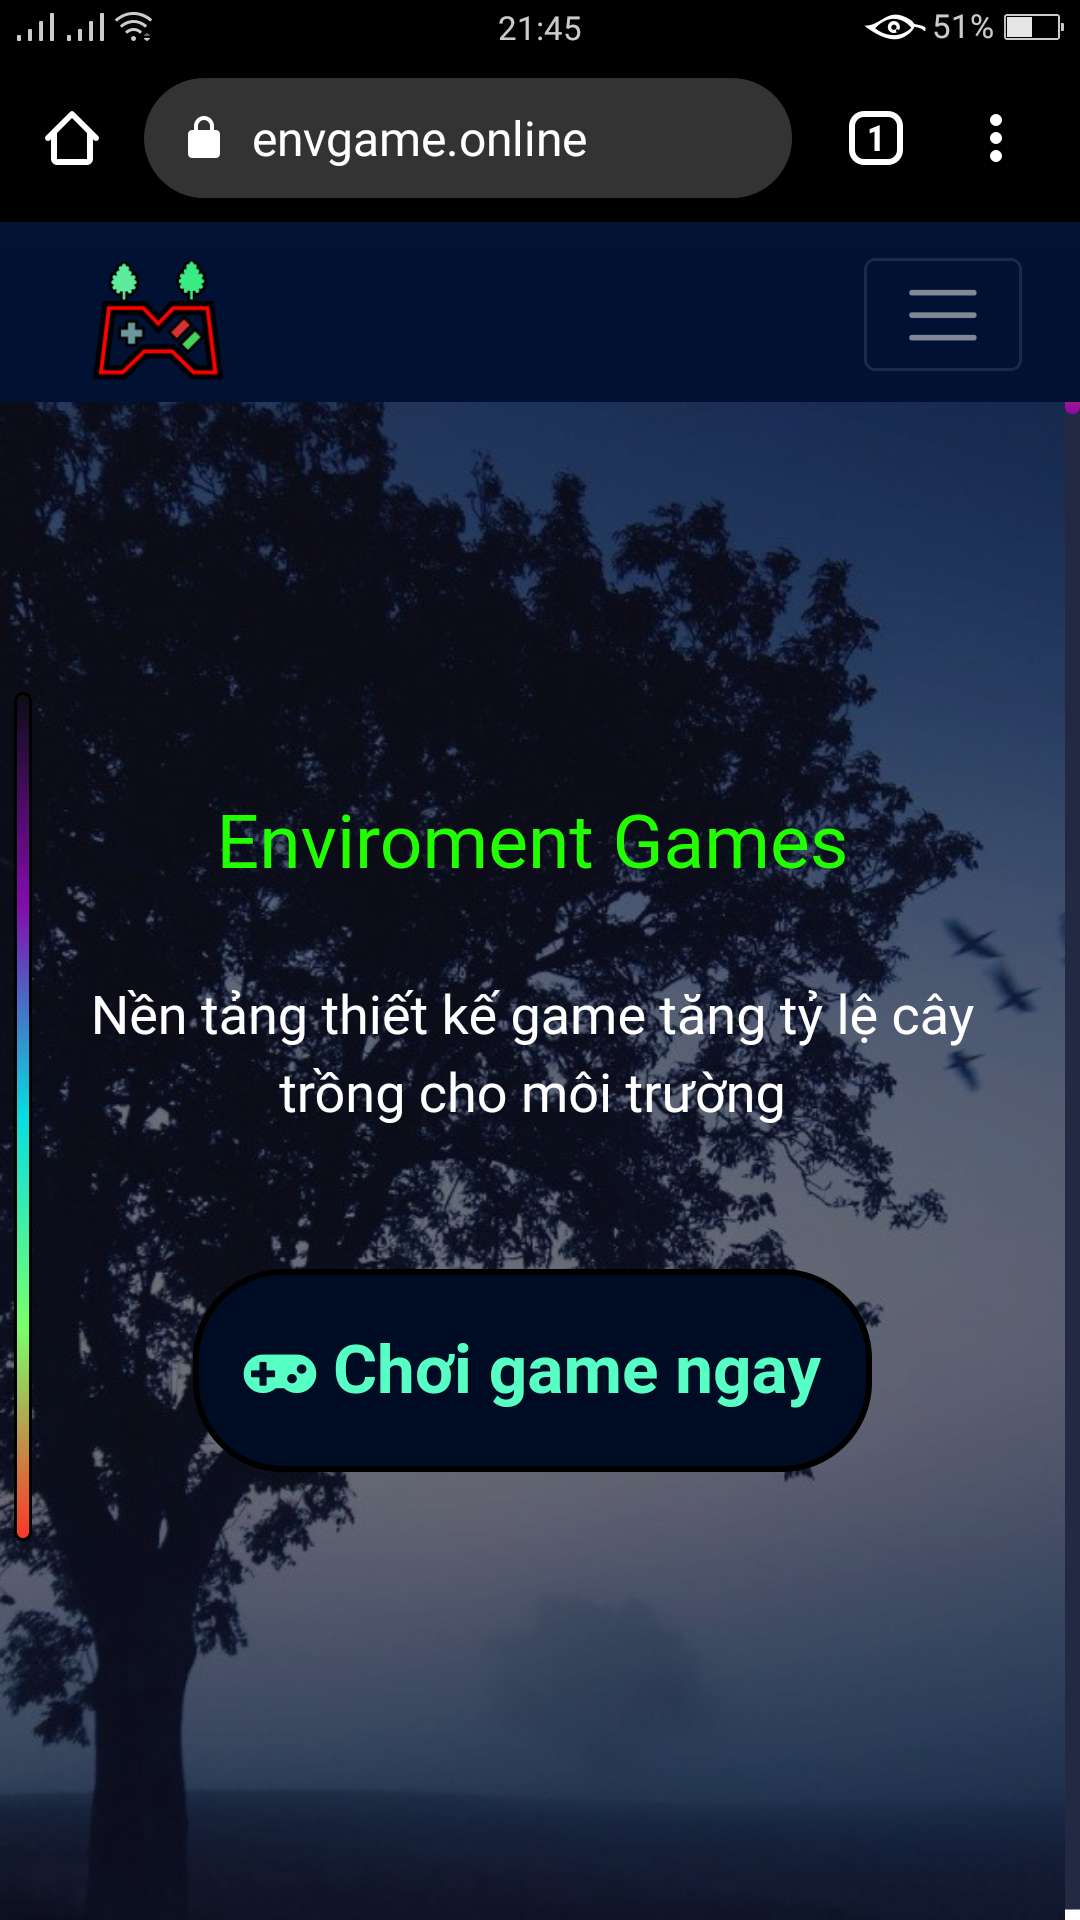 21:45
51%
envgame.online
1
Enviroment Games
Nền tảng thiết kế game tăng tỷ lệ cây
trồng cho môi trường
Chơi game ngay